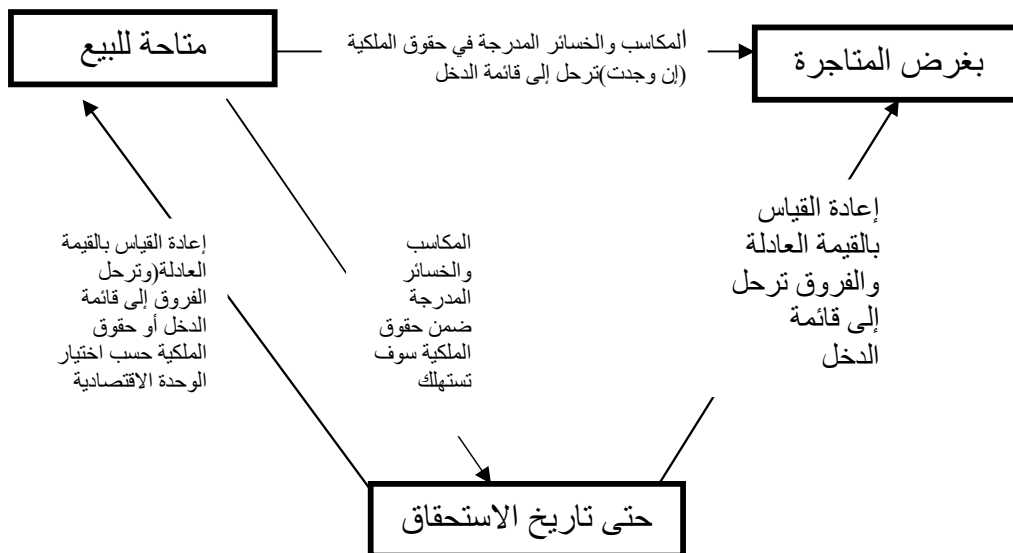 متاحة للبيع
المكاسب والخسائر المدرجة في حقوق الملكية
(إن وجدت)ترحل إلى قائمة الدخل
بغرض المتاجرة
إعادة القياس
بالقيمة العادلة
والفروق ترحل
إلى قائمة
الدخل
المكاسب
والخسائر
المدرجة
ضمن حقوق
الملكية سوف
تستهلك
إعادة القياس بالقيمة
العادلة(وترحل
الفروق إلى قائمة
الدخل أو حقوق
الملكية حسب اختيار
الوحدة الاقتصادية
حتى تاريخ الاستحقاق